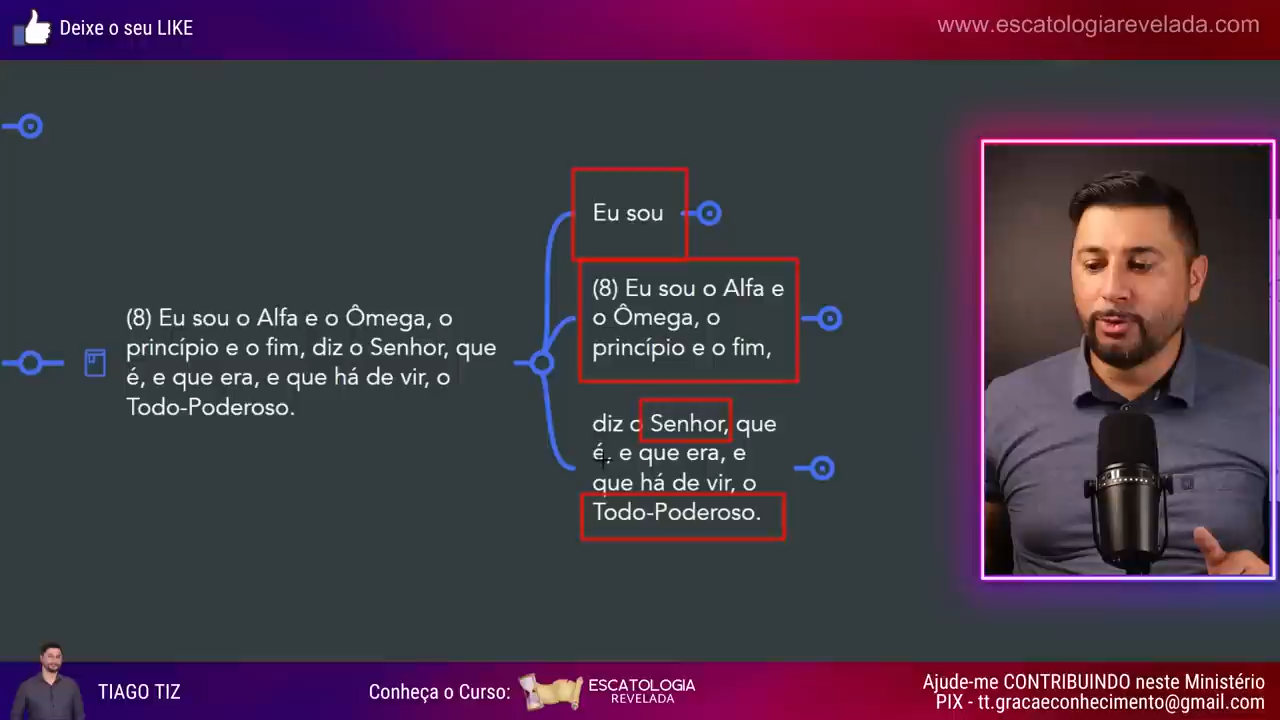 Deixe o seu LIKE
www.escatologiarevelada.com
(8) Eu sou o Alfa e o Ômega, o
princípio e o fim, diz o Senhor, que
é, e que era, e que há de vir, o
Todo-Poderoso.
Eu sou
(8) Eu sou o Alfa e
o Ômega, o
princípio e o fim,
diz o Senhor, que
é, e que era, e
que há de vir, o
Todo-Poderoso.
TIAGO TIZ
Conheça o Curso:
ESCATOLOGIA
REVELADA
Ajude-me CONTRIBUINDO neste Ministério
PIX - tt.gracaeconhecimento@gmail.com